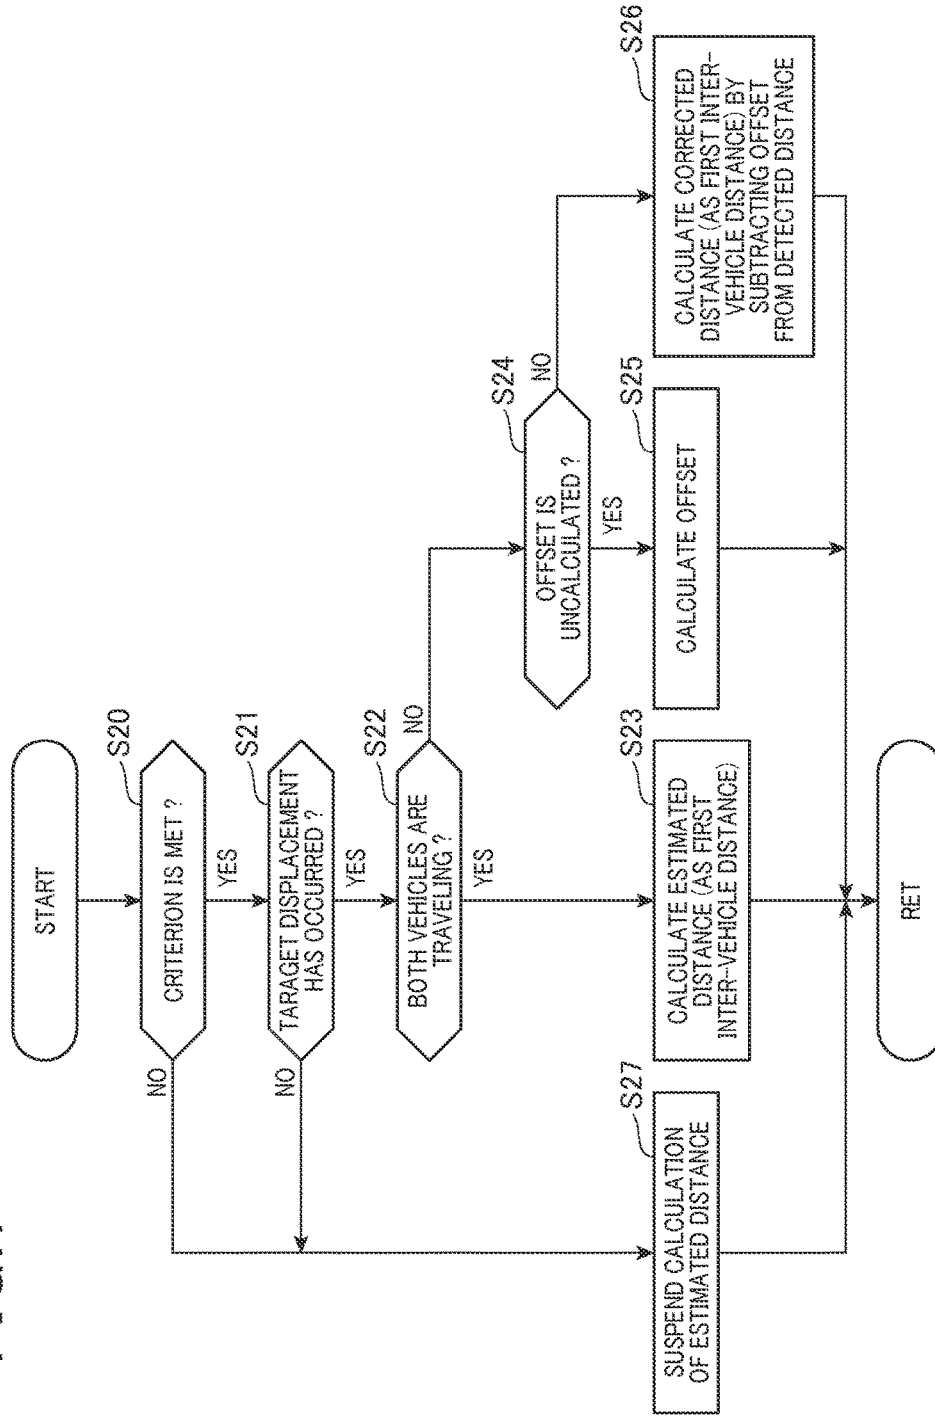 START
S20
CRITERION IS MET ?
NO
YES
S21
TARAGET DISPLACEMENT
HAS OCCURRED ?
NO
YES
S22
BOTH VEHICLES ARE
TRAVELING ?
NO
YES
S24
OFFSET IS
UNCALCULATED ?
NO
YES
S27
SUSPEND CALCULATION
OF ESTIMATED DISTANCE
S23
CALCULATE ESTIMATED
DISTANCE (AS FIRST
INTER-VEHICLE DISTANCE)
S25
CALCULATE OFFSET
S26
CALCULATE CORRECTED
DISTANCE (AS FIRST INTER-
VEHICLE DISTANCE) BY
SUBTRACTING OFFSET
FROM DETECTED DISTANCE
RET